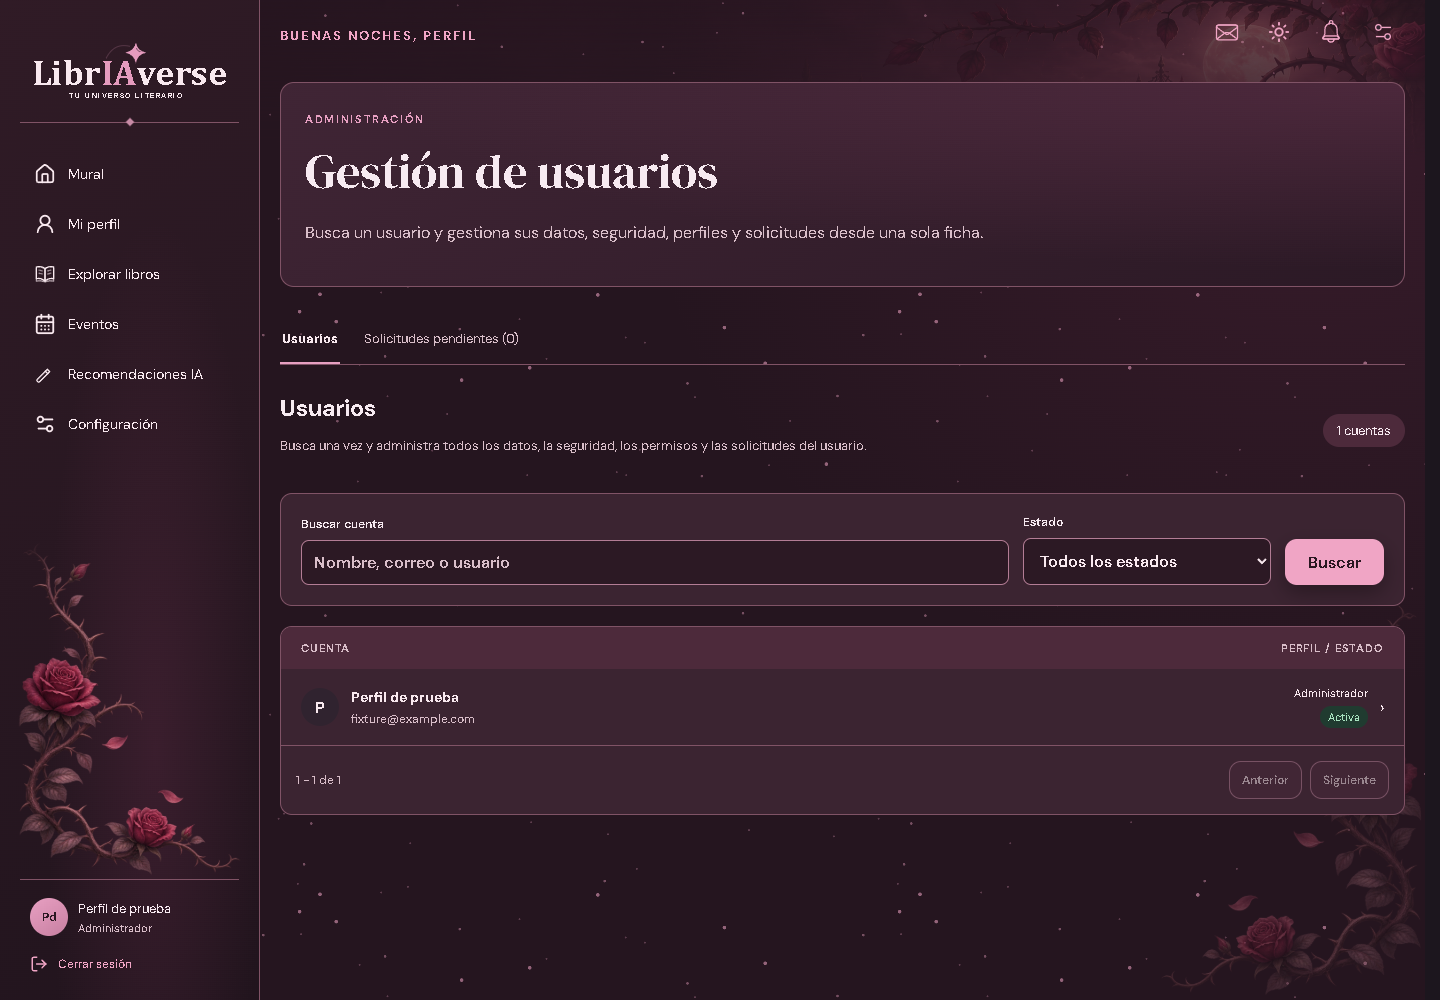 LibrIAverse
TU UNIVERSO LITERARIO
Mural
Mi perfil
Explorar libros
Eventos
Recomendaciones IA
Configuración
Pd
Perfil de prueba
Administrador
Cerrar sesión
BUENAS NOCHES, PERFIL
ADMINISTRACIÓN
Gestión de usuarios
Busca un usuario y gestiona sus datos, seguridad, perfiles y solicitudes desde una sola ficha.
Usuarios
Solicitudes pendientes (0)
Usuarios
Busca una vez y administra todos los datos, la seguridad, los permisos y las solicitudes del usuario.
1 cuentas
Buscar cuenta
Nombre, correo o usuario
Estado
Todos los estados
Buscar
CUENTA
PERFIL / ESTADO
P
Perfil de prueba
fixture@example.com
Administrador
Activa
1–1 de 1
Anterior
Siguiente